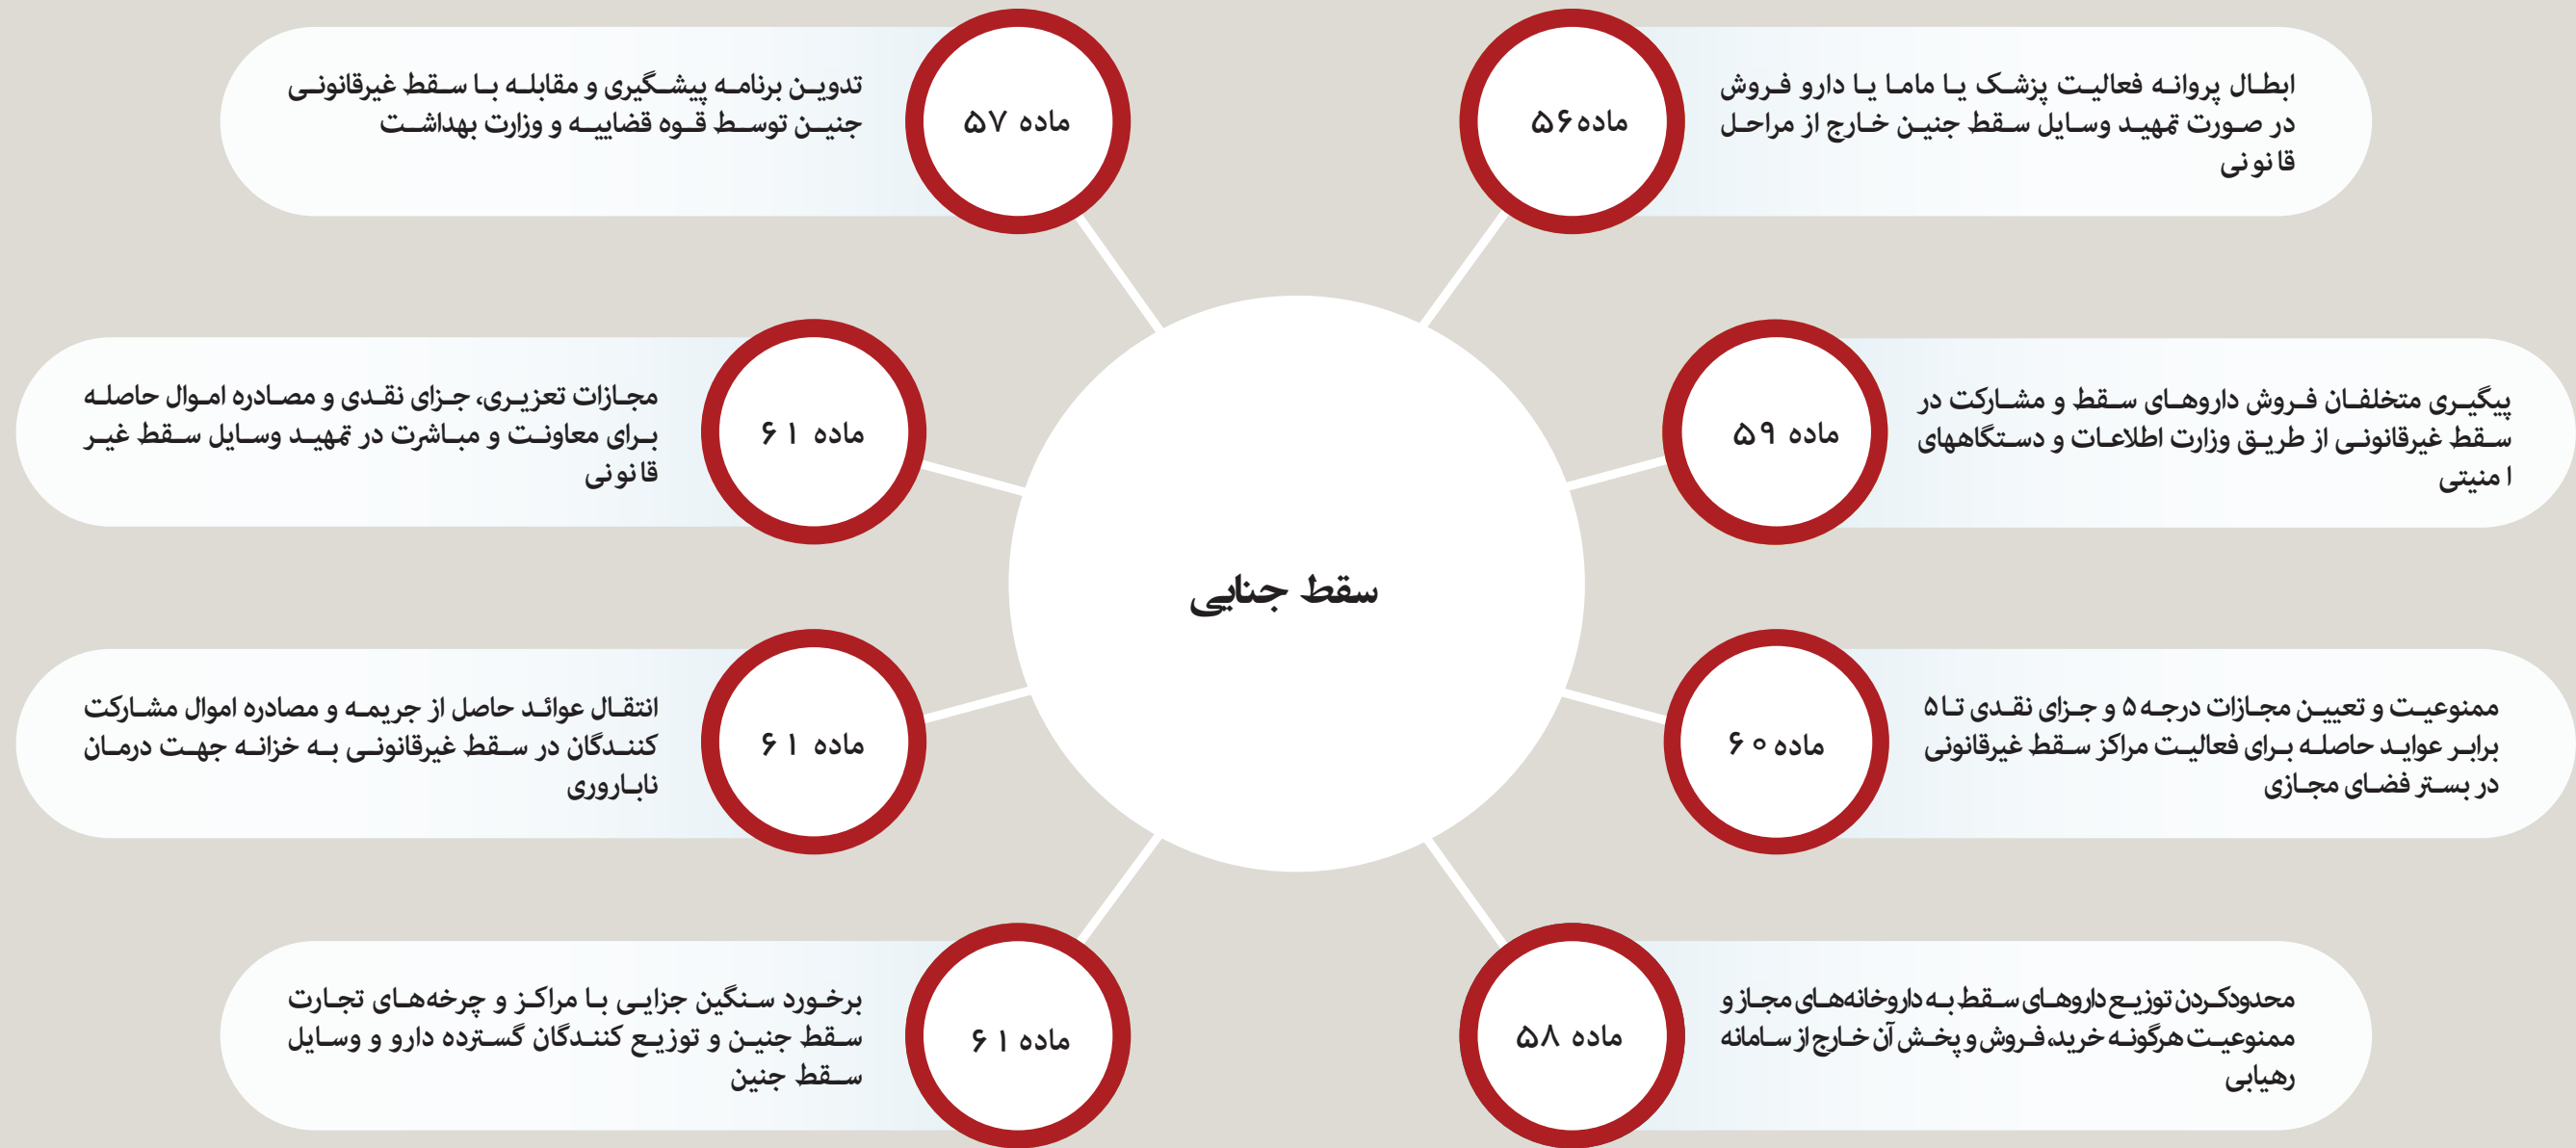 ماده ۵۶
ابطال پروانه فعالیت پزشک یا ماما یا دارو فروش
در صورت تمهید وسایل سقط جنین خارج از مراحل
قانونی
ماده ۵۷
تدوین برنامه پیشگیری و مقابله با سقط غیرقانونی
جنین توسط قوه قضاییه و وزارت بهداشت
ماده ۵۹
پیگیری متخلفان فروش داروهای سقط و مشارکت در
سقط غیرقانونی از طریق وزارت اطلاعات و دستگاههای
امنیتی
ماده ۶۱
مجازات تعزیری، جزای نقدی و مصادره اموال حاصله
برای معاونت و مباشرت در تمهید وسایل سقط غیر
قانونی
سقط جنایی
ماده ۶۰
ممنوعیت و تعیین مجازات درجه ۵ و جزای نقدی تا ۵
برابر عواید حاصله برای فعالیت مراکز سقط غیرقانونی
در بستر فضای مجازی
ماده ۶۱
انتقال عوائد حاصل از جریمه و مصادره اموال مشارکت
کنندگان در سقط غیرقانونی به خزانه جهت درمان
ناباروری
ماده ۵۸
محدودکردن توزیع داروهای سقط به داروخانه‌های مجاز و
ممنوعیت هرگونه خرید، فروش و پخش آن خارج از سامانه
رهیابی
ماده ۶۱
برخورد سنگین جزایی با مراکز و چرخه‌های تجارت
سقط جنین و توزیع کنندگان گسترده دارو و وسایل
سقط جنین